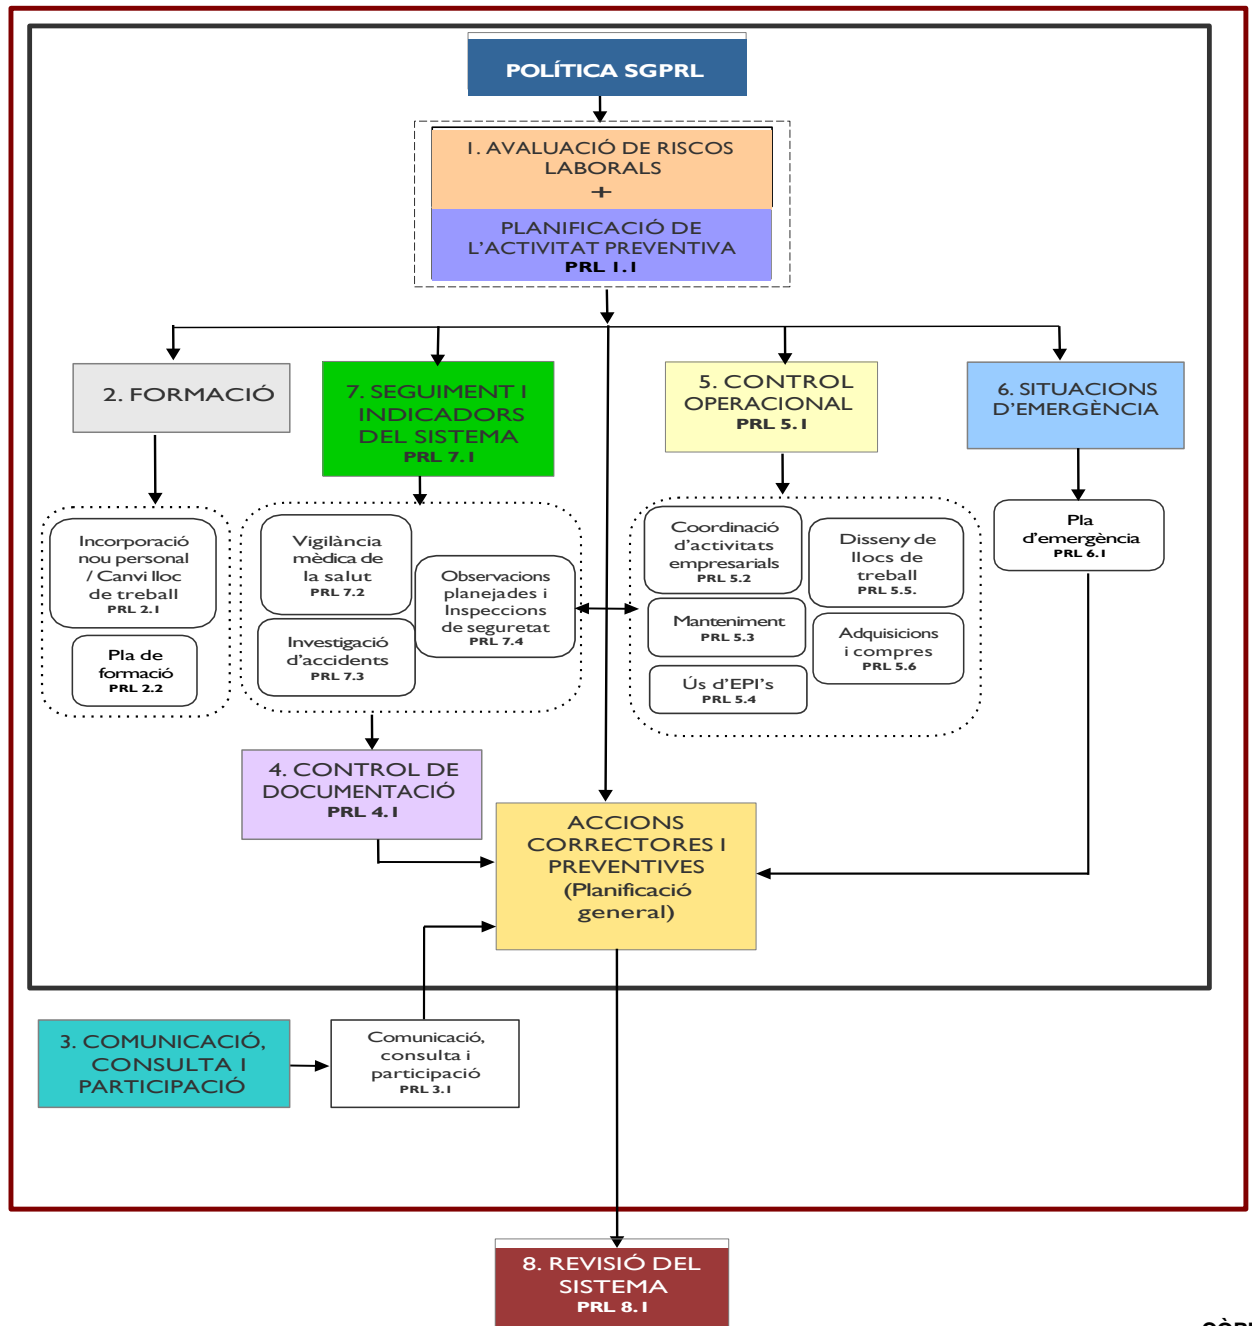 POLÍTICA SGPRL
1. AVALUACIÓ DE RISCOS
LABORALS
+
PLANIFICACIÓ DE
L'ACTIVITAT PREVENTIVA
PRL 1.1
2. FORMACIÓ
7. SEGUIMENT I
INDICADORS
DEL SISTEMA
PRL 7.1
5. CONTROL
OPERACIONAL
PRL 5.1
6. SITUACIONS
D'EMERGÈNCIA
Incorporació
nou personal
/ Canvi lloc
de treball
PRL 2.1
Pla de
formació
PRL 2.2
Vigilància
mèdica de
la salut
PRL 7.2
Investigació
d'accidents
PRL 7.3
Observacions
planejades i
Inspeccions
de seguretat
PRL 7.4
Coordinació
d'activitats
empresarials
PRL 5.2
Manteniment
PRL 5.3
Ús d'EPI's
PRL 5.4
Disseny de
llocs de
treball
PRL 5.5.
Adquisicions
i compres
PRL 5.6
Pla
d'emergència
PRL 6.1
4. CONTROL DE
DOCUMENTACIÓ
PRL 4.1
ACCIONS
CORRECTORES I
PREVENTIVES
(Planificació
general)
3. COMUNICACIÓ,
CONSULTA I
PARTICIPACIÓ
Comunicació,
consulta i
participació
PRL 3.1
8. REVISIÓ DEL
SISTEMA
PRL 8.1